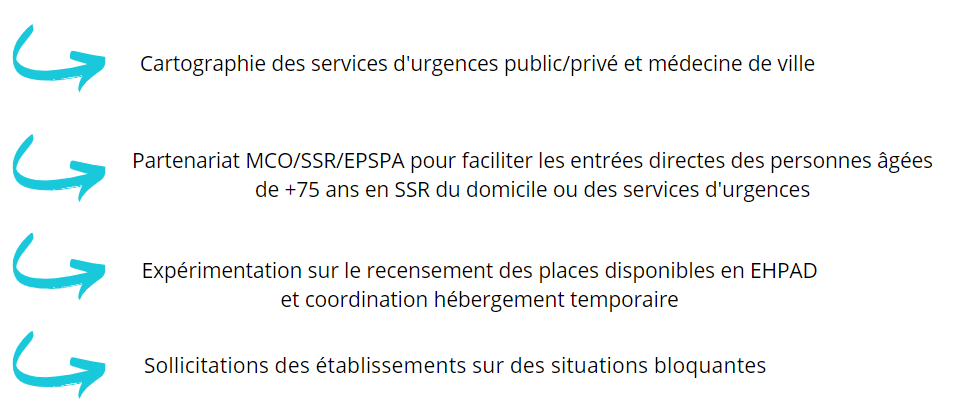 Cartographie des services d'urgences public/privé et médecine de ville
Partenariat MCO/SSR/EPSPA pour faciliter les entrées directes des personnes âgées
de +75 ans en SSR du domicile ou des services d'urgences
Expérimentation sur le recensement des places disponibles en EHPAD
et coordination hébergement temporaire
Sollicitations des établissements sur des situations bloquantes